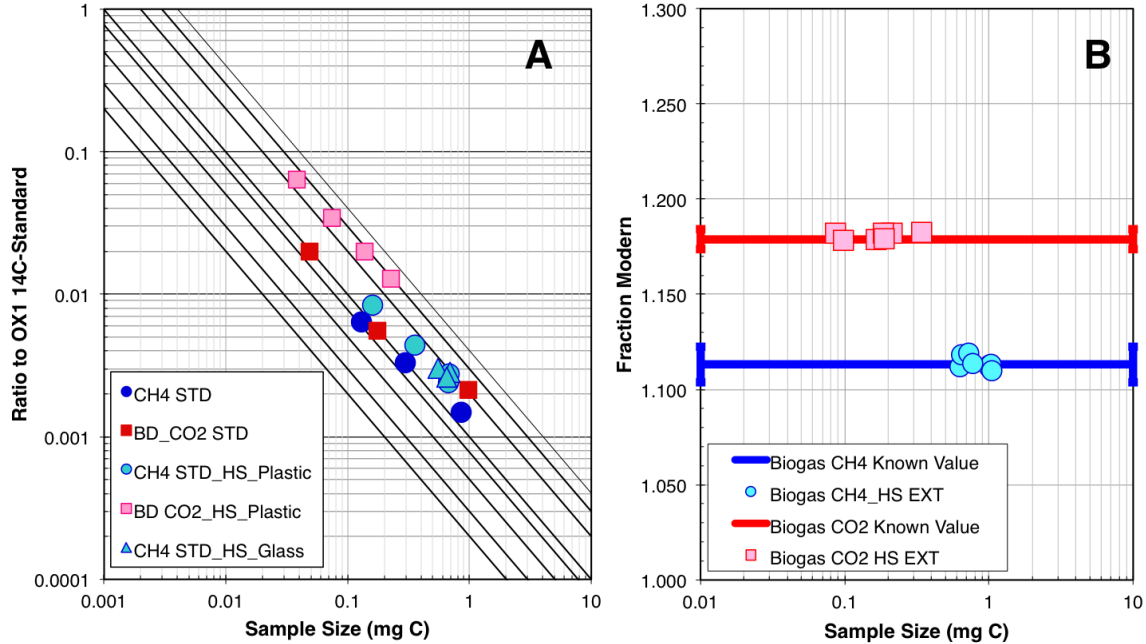 A
Ratio to OX1 14C-Standard
1
0.1
0.01
0.001
0.0001
CH4 STD
BD_CO2 STD
CH4 STD_HS_Plastic
BD CO2_HS_Plastic
CH4 STD_HS_Glass
0.001
0.01
0.1
1
10
Sample Size (mg C)
B
Fraction Modern
1.300
1.250
1.200
1.150
1.100
1.050
1.000
Biogas CH4 Known Value
Biogas CH4_HS EXT
Biogas CO2 Known Value
Biogas CO2 HS EXT
0.01
0.1
1
10
Sample Size (mg C)